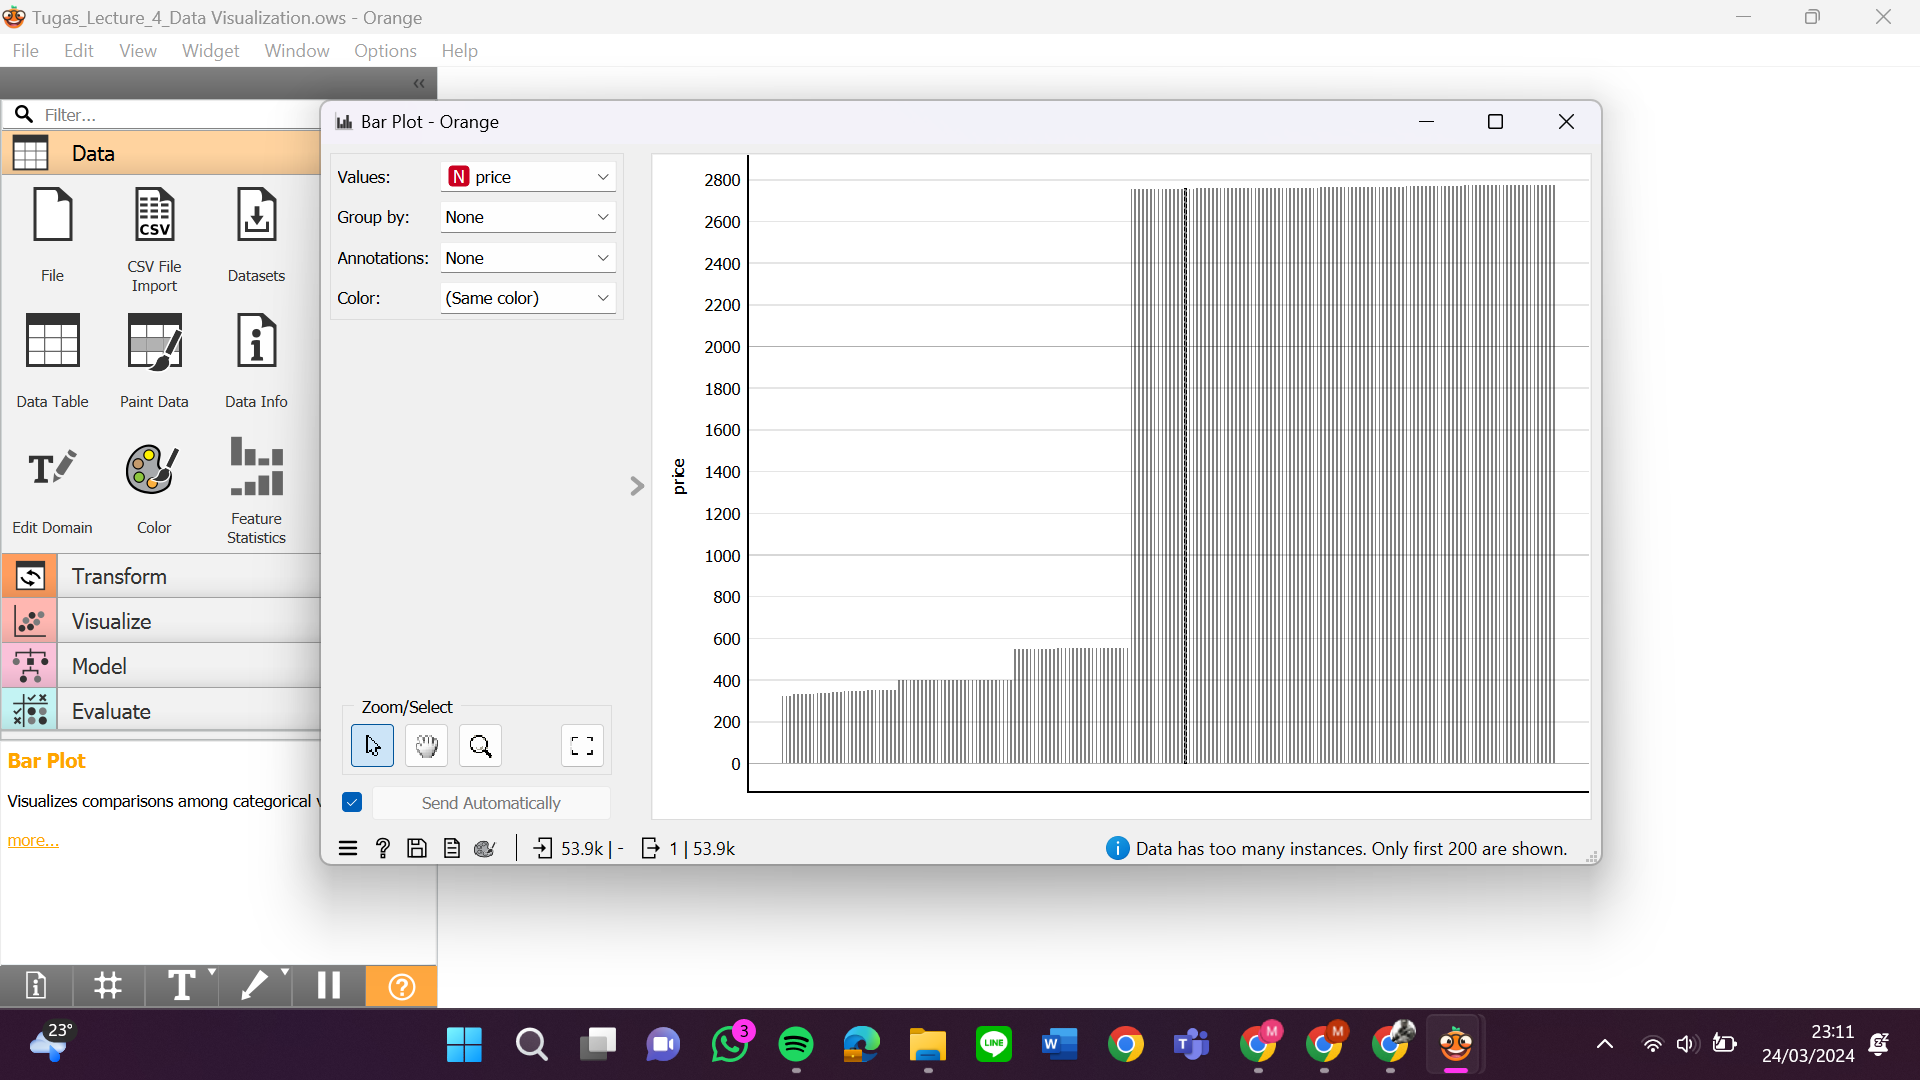 Tugas_Lecture_4_Data Visualization.ows - Orange
File Edit View Widget Window Options Help
Filter...
Data
File
CSV File Import
Datasets
Data Table
Paint Data
Data Info
Edit Domain
Color
Feature Statistics
Transform
Visualize
Model
Evaluate
Bar Plot
Visualizes comparisons among categorical
more...
Bar Plot - Orange
Values: N price
Group by: None
Annotations: None
Color: (Same color)
Zoom/Select
Send Automatically
53.9k | - 1 | 53.9k
price
2800
2600
2400
2200
2000
1800
1600
1400
1200
1000
800
600
400
200
0
Data has too many instances. Only first 200 are shown.
23°
3
LINE
M
M
23:11
24/03/2024